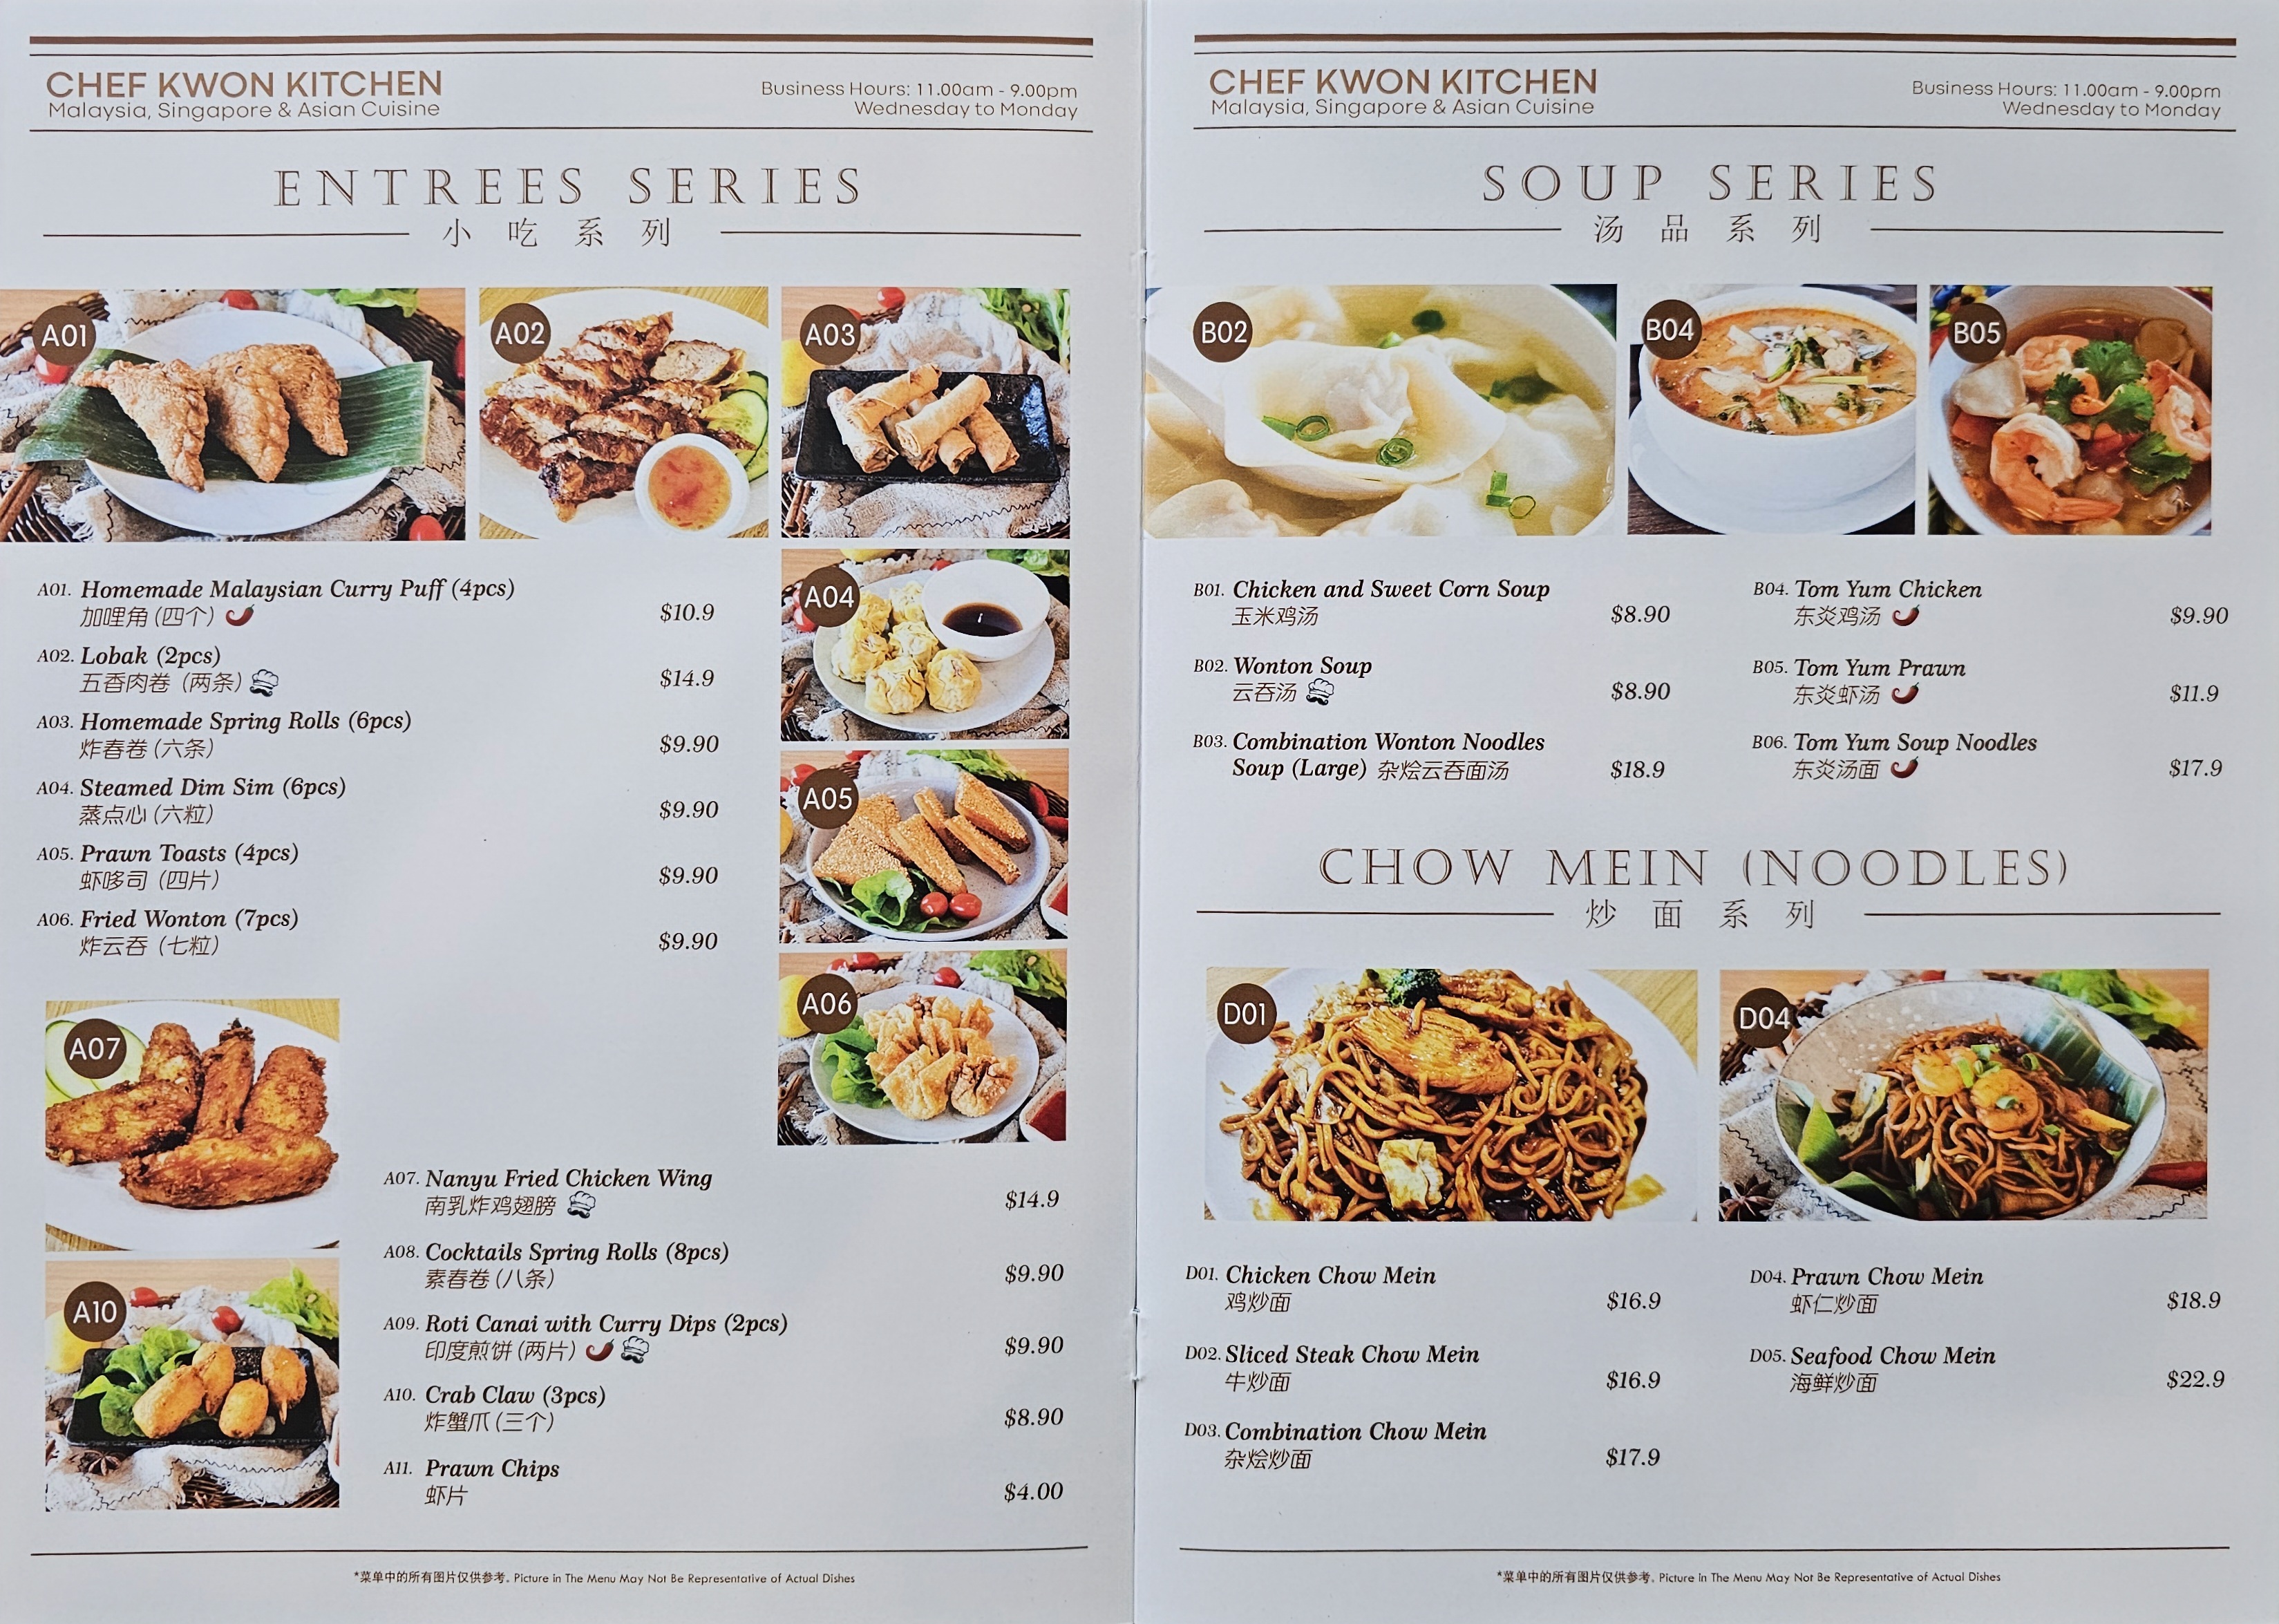 CHEF KWON KITCHEN
Malaysia, Singapore & Asian Cuisine
Business Hours: 11.00am - 9.00pm
Wednesday to Monday
ENTREES SERIES
小吃系列
A01
A02
A03
A01. Homemade Malaysian Curry Puff (4pcs)
加哩角 (四个)
$10.9
A02. Lobak (2pcs)
五香肉卷 (两条)
$14.9
A03. Homemade Spring Rolls (6pcs)
炸春卷 (六条)
$9.90
A04. Steamed Dim Sim (6pcs)
蒸点心 (六粒)
$9.90
A05. Prawn Toasts (4pcs)
虾哆司 (四片)
$9.90
A06. Fried Wonton (7pcs)
炸云吞 (七粒)
$9.90
A04
A05
A06
A07
A10
A07. Nanyu Fried Chicken Wing
南乳炸鸡翅膀
$14.9
A08. Cocktails Spring Rolls (8pcs)
素春卷 (八条)
$9.90
A09. Roti Canai with Curry Dips (2pcs)
印度煎饼 (两片)
$9.90
A10. Crab Claw (3pcs)
炸蟹爪 (三个)
$8.90
A11. Prawn Chips
虾片
$4.00
*菜单中的所有图片仅供参考. Picture in The Menu May Not Be Representative of Actual Dishes
CHEF KWON KITCHEN
Malaysia, Singapore & Asian Cuisine
Business Hours: 11.00am - 9.00pm
Wednesday to Monday
SOUP SERIES
汤品系列
B02
B04
B05
B01. Chicken and Sweet Corn Soup
玉米鸡汤
$8.90
B02. Wonton Soup
云吞汤
$8.90
B03. Combination Wonton Noodles
Soup (Large) 杂烩云吞面汤
$18.9
B04. Tom Yum Chicken
东炎鸡汤
$9.90
B05. Tom Yum Prawn
东炎虾汤
$11.9
B06. Tom Yum Soup Noodles
东炎汤面
$17.9
CHOW MEIN (NOODLES)
炒面系列
D01
D04
D01. Chicken Chow Mein
鸡炒面
$16.9
D02. Sliced Steak Chow Mein
牛炒面
$16.9
D03. Combination Chow Mein
杂烩炒面
$17.9
D04. Prawn Chow Mein
虾仁炒面
$18.9
D05. Seafood Chow Mein
海鲜炒面
$22.9
*菜单中的所有图片仅供参考. Picture in The Menu May Not Be Representative of Actual Dishes